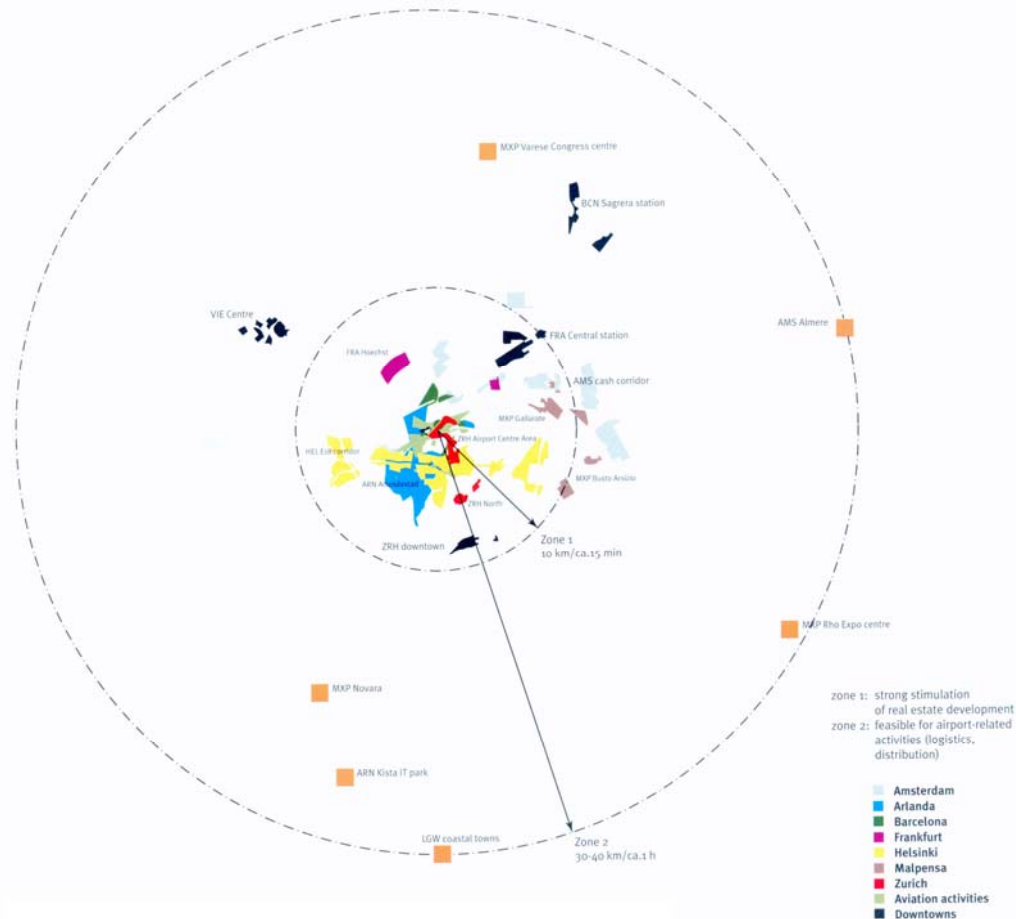 MXP Varese Congress centre
BCN Sagrera station
VIE Centre
AMS Almere
FRA Central station
FRA Hoechst
AMS cash corridor
MXP Gallarate
ZRH Airport Centre Area
HEL E18 corridor
MXP Busto Arsizio
ARN Arlandastad
ZRH North
ZRH downtown
Zone 1
10 km/ca.15 min
MXP Rho Expo centre
MXP Novara
ARN Kista IT park
LGW coastal towns
Zone 2
30-40 km/ca.1 h
zone 1: strong stimulation
of real estate development
zone 2: feasible for airport-related
activities (logistics,
distribution)
Amsterdam
Arlanda
Barcelona
Frankfurt
Helsinki
Malpensa
Zurich
Aviation activities
Downtowns